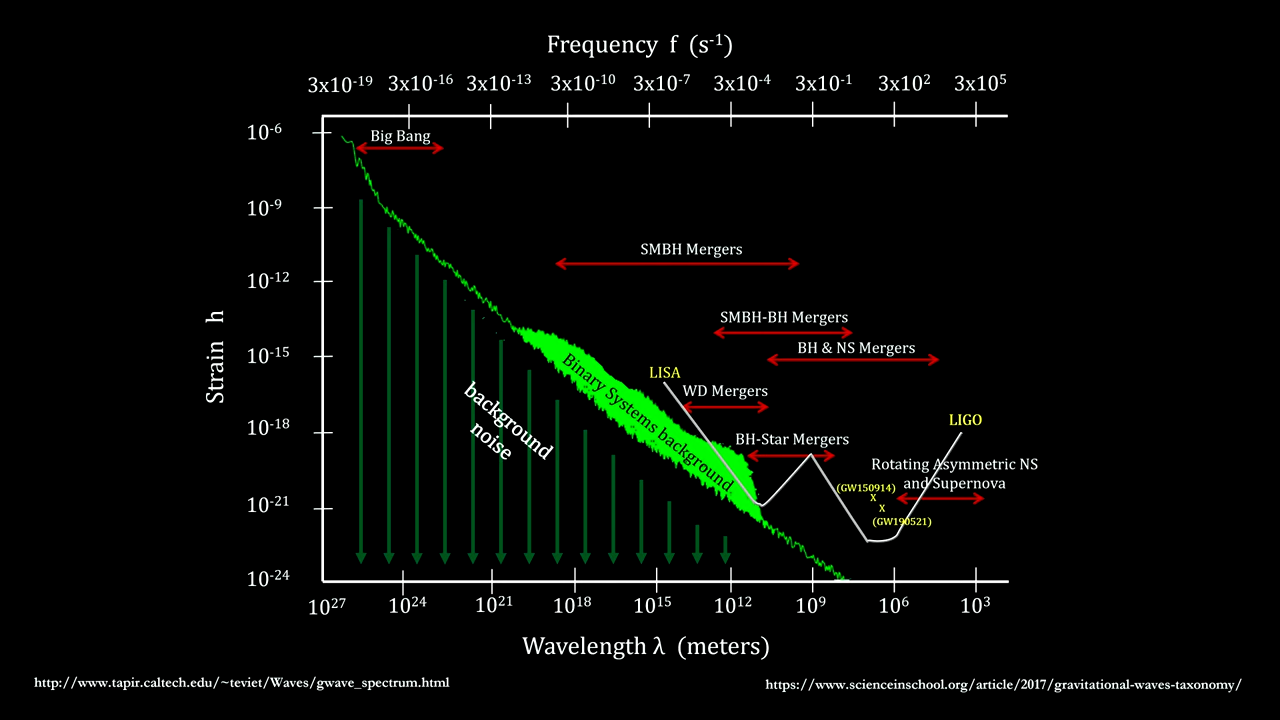 Frequency f (s⁻¹)
3x10⁻¹⁹ 3x10⁻¹⁶ 3x10⁻¹³ 3x10⁻¹⁰ 3x10⁻⁷ 3x10⁻⁴ 3x10⁻¹ 3x10² 3x10⁵
10⁻⁶
Big Bang
10⁻⁹
SMBH Mergers
10⁻¹²
SMBH-BH Mergers
BH & NS Mergers
10⁻¹⁵
Strain h
Binary Systems background
LISA
WD Mergers
background
noise
10⁻¹⁸
LIGO
BH-Star Mergers
Rotating Asymmetric NS
and Supernova
(GW150914)
X
X
(GW190521)
10⁻²¹
10⁻²⁴
10²⁷ 10²⁴ 10²¹ 10¹⁸ 10¹⁵ 10¹² 10⁹ 10⁶ 10³
Wavelength λ (meters)
http://www.tapir.caltech.edu/~teviet/Waves/gwave_spectrum.html
https://www.scienceinschool.org/article/2017/gravitational-waves-taxonomy/